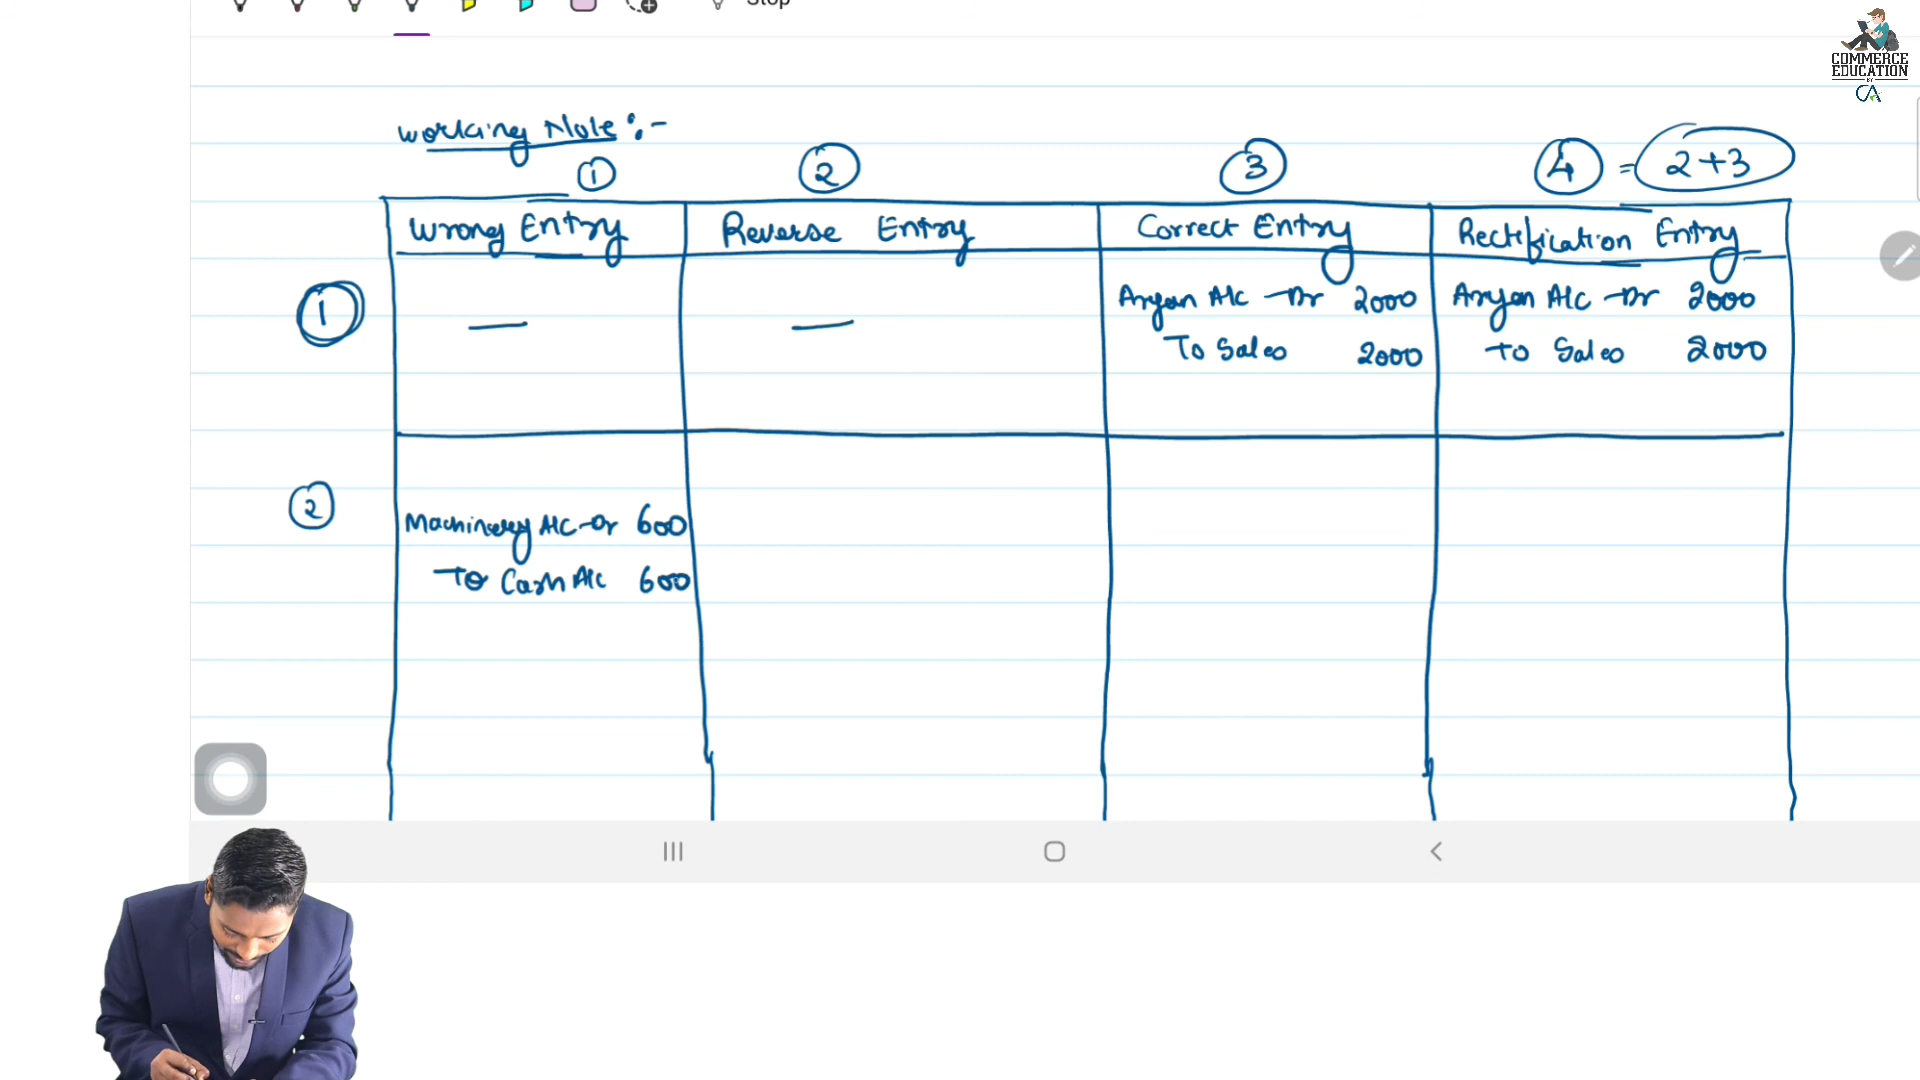 Stop
COMMERCE
EDUCATION
BY
CA
Working Note :-
① ② ③ ④ = 2+3
Wrong Entry Reverse Entry Correct Entry Rectification Entry
① — — Aryan A/c -Dr 2000 Aryan A/c -Dr 2000
To Sales 2000 To Sales 2000
② Machinery A/c -Dr 600
To Cash A/c 600